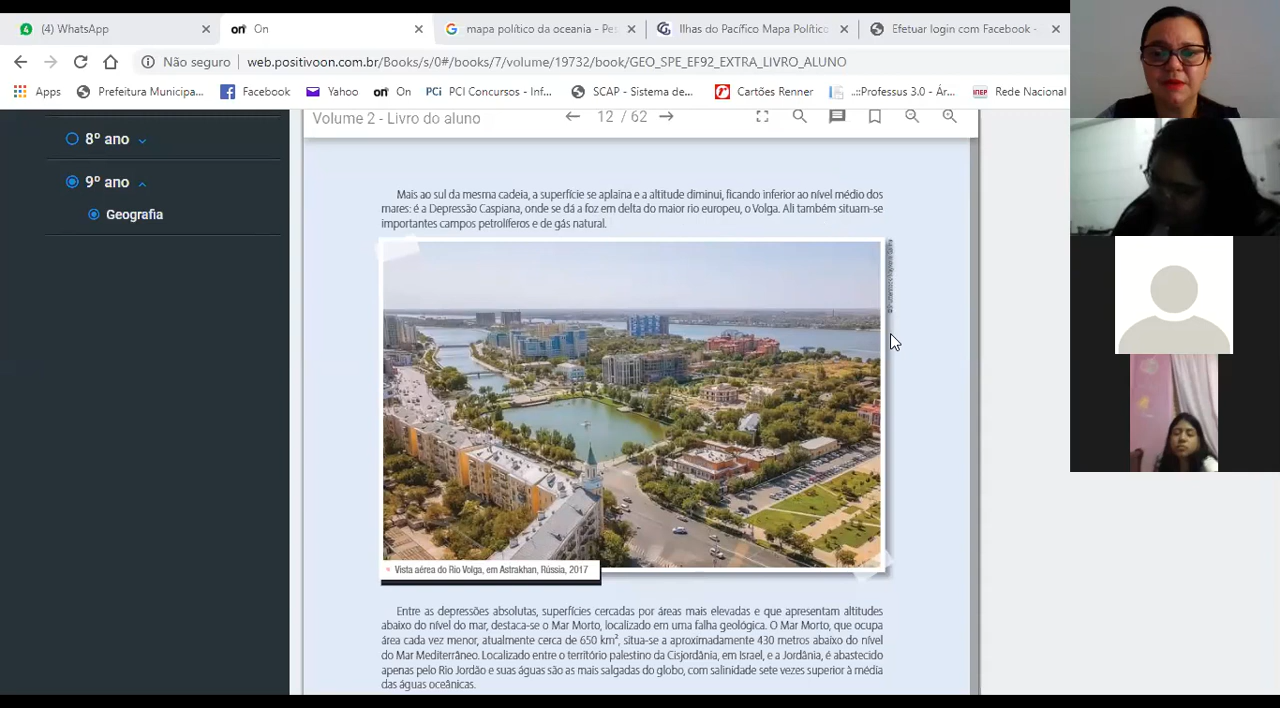 (4) WhatsApp
on
On
mapa político da oceania - Pes
Ilhas do Pacífico Mapa Político
Efetuar login com Facebook -
Não seguro
web.positivoon.com.br/Books/s/0#/books/7/volume/19732/book/GEO_SPE_EF92_EXTRA_LIVRO_ALUNO
Apps
Prefeitura Municipa...
Facebook
Yahoo
on
On
PCi
PCI Concursos - Inf...
SCAP - Sistema de...
Cartões Renner
..::Professus 3.0 - Ár...
inep
Rede Nacional
Volume 2 - Livro do aluno
12 / 62
8º ano
9º ano
Geografia
Mais ao sul da mesma cadeia, a superfície se aplaina e a altitude diminui, ficando inferior ao nível médio dos
mares: é a Depressão Caspiana, onde se dá a foz em delta do maior rio europeu, o Volga. Ali também situam-se
importantes campos petrolíferos e de gás natural.
Vista aérea do Rio Volga, em Astrakhan, Rússia, 2017
Entre as depressões absolutas, superfícies cercadas por áreas mais elevadas e que apresentam altitudes
abaixo do nível do mar, destaca-se o Mar Morto, localizado em uma falha geológica. O Mar Morto, que ocupa
área cada vez menor, atualmente cerca de 650 km², situa-se a aproximadamente 430 metros abaixo do nível
do Mar Mediterrâneo. Localizado entre o território palestino da Cisjordânia, em Israel, e a Jordânia, é abastecido
apenas pelo Rio Jordão e suas águas são as mais salgadas do globo, com salinidade sete vezes superior à média
das águas oceânicas.